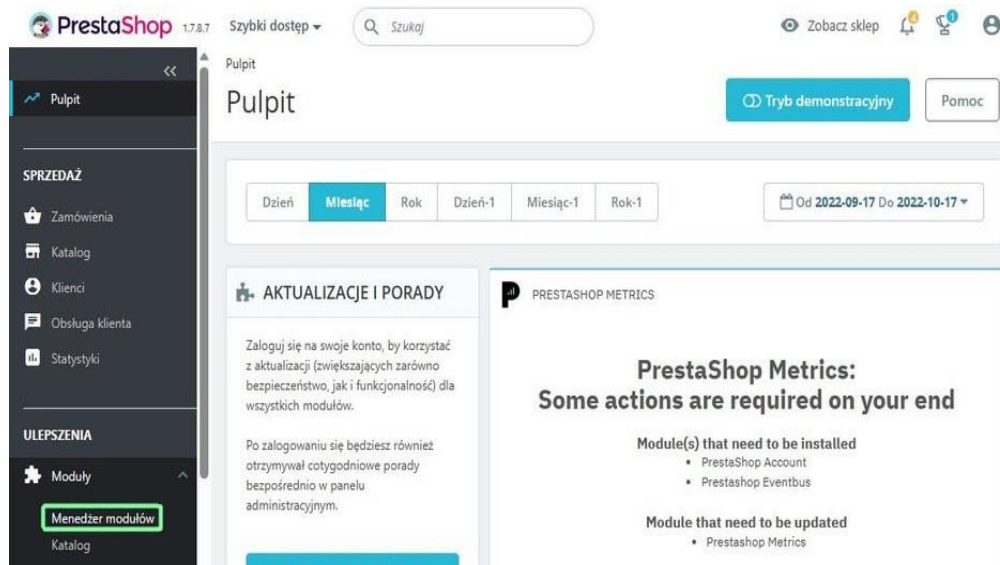 PrestaShop 1.7.8.7 Szybki dostęp Szukaj Zobacz sklep 4 1
Pulpit
Pulpit
Tryb demonstracyjny Pomoc
Pulpit
SPRZEDAŻ
Zamówienia
Katalog
Klienci
Obsługa klienta
Statystyki
ULEPSZENIA
Moduły
Menedżer modułów
Katalog
Dzień Miesiąc Rok Dzień-1 Miesiąc-1 Rok-1 Od 2022-09-17 Do 2022-10-17
AKTUALIZACJE I PORADY
Zaloguj się na swoje konto, by korzystać
z aktualizacji (zwiększających zarówno
bezpieczeństwo, jak i funkcjonalność) dla
wszystkich modułów.
Po zalogowaniu się będziesz również
otrzymywał cotygodniowe porady
bezpośrednio w panelu
administracyjnym.
PRESTASHOP METRICS
PrestaShop Metrics:
Some actions are required on your end
Module(s) that need to be installed
• PrestaShop Account
• Prestashop Eventbus
Module that need to be updated
• Prestashop Metrics